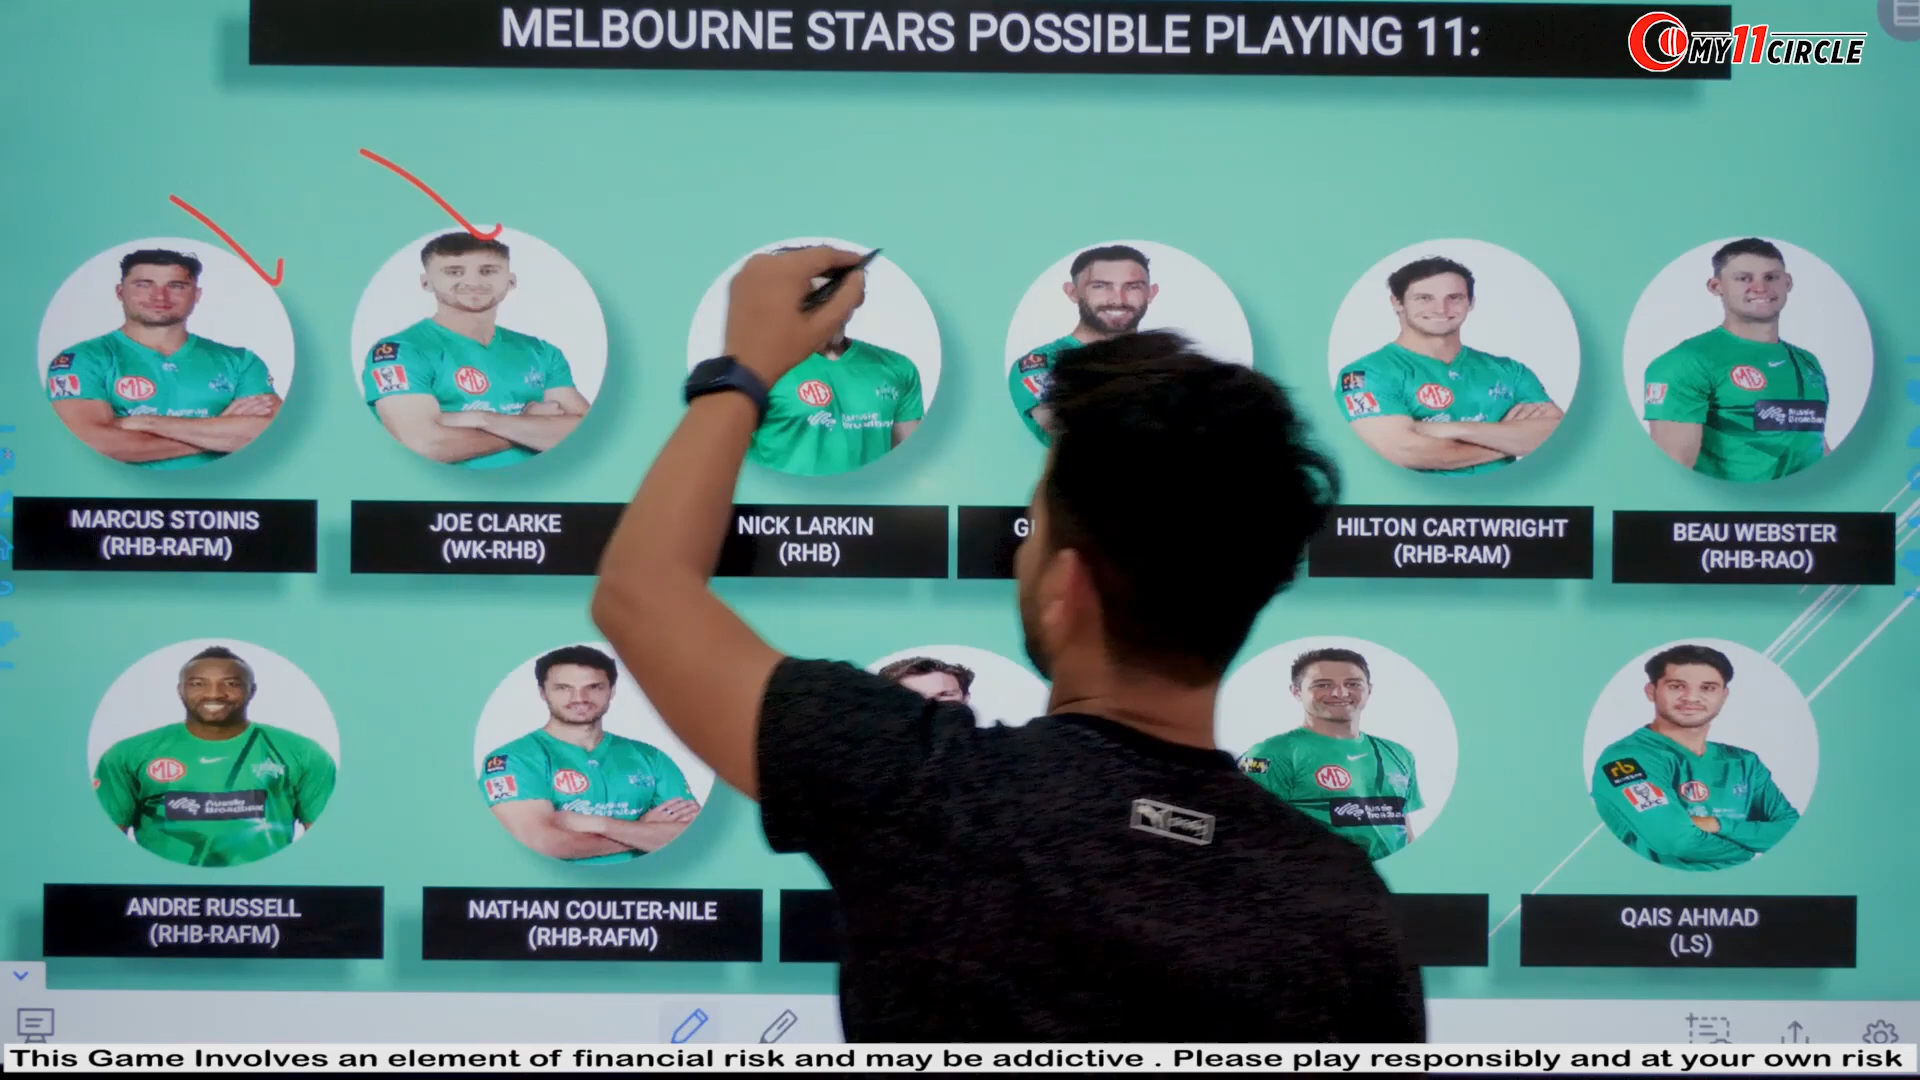 MELBOURNE STARS POSSIBLE PLAYING 11:
MY11CIRCLE
MARCUS STOINIS
(RHB-RAFM)
JOE CLARKE
(WK-RHB)
NICK LARKIN
(RHB)
HILTON CARTWRIGHT
(RHB-RAM)
BEAU WEBSTER
(RHB-RAO)
ANDRE RUSSELL
(RHB-RAFM)
NATHAN COULTER-NILE
(RHB-RAFM)
QAIS AHMAD
(LS)
This Game Involves an element of financial risk and may be addictive . Please play responsibly and at your own risk